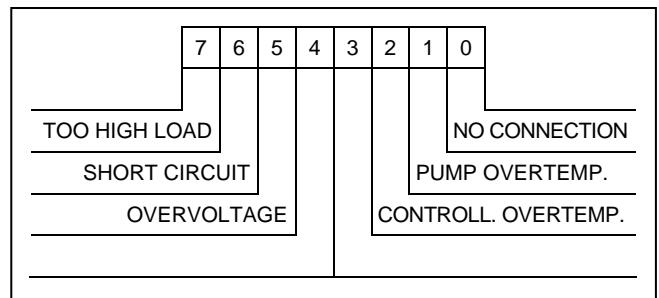 7 6 5 4 3 2 1 0
TOO HIGH LOAD NO CONNECTION
SHORT CIRCUIT PUMP OVERTEMP.
OVERVOLTAGE CONTROLL. OVERTEMP.